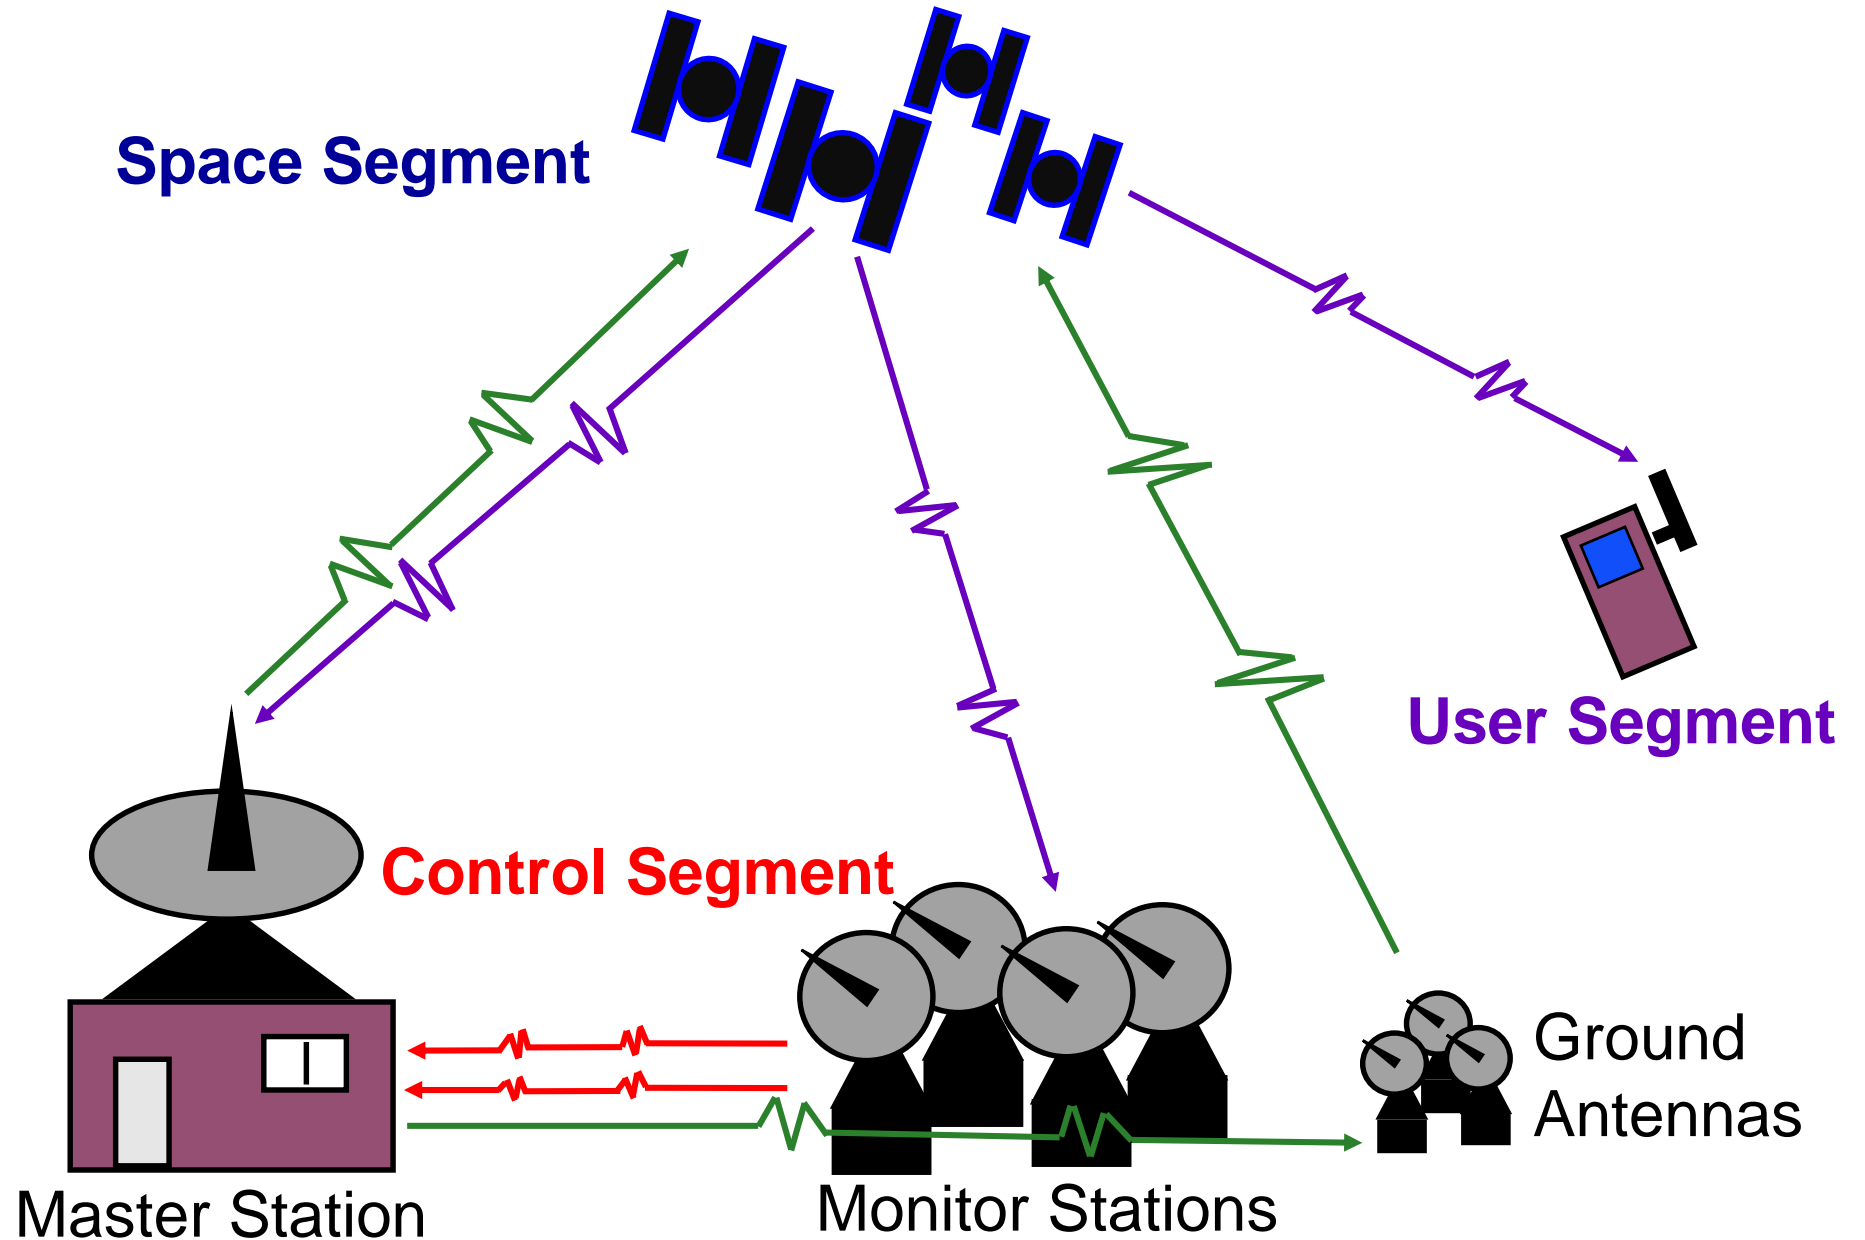 Space Segment
User Segment
Control Segment
Ground
Antennas
Master Station
Monitor Stations